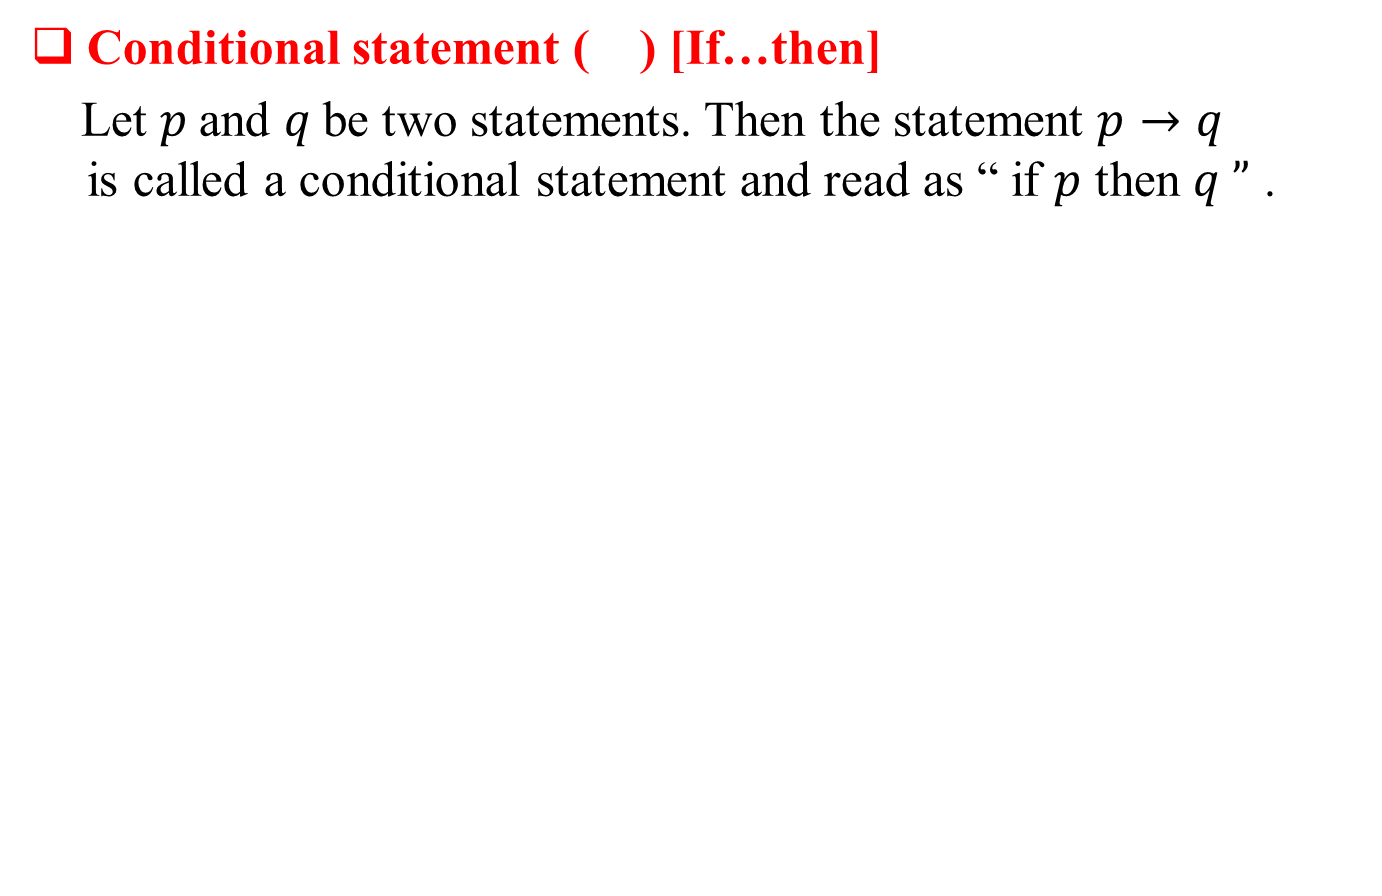 ❑ Conditional statement (   ) [If…then]
Let 𝑝 and 𝑞 be two statements. Then the statement 𝑝 → 𝑞
is called a conditional statement and read as “ if 𝑝 then 𝑞 ” .